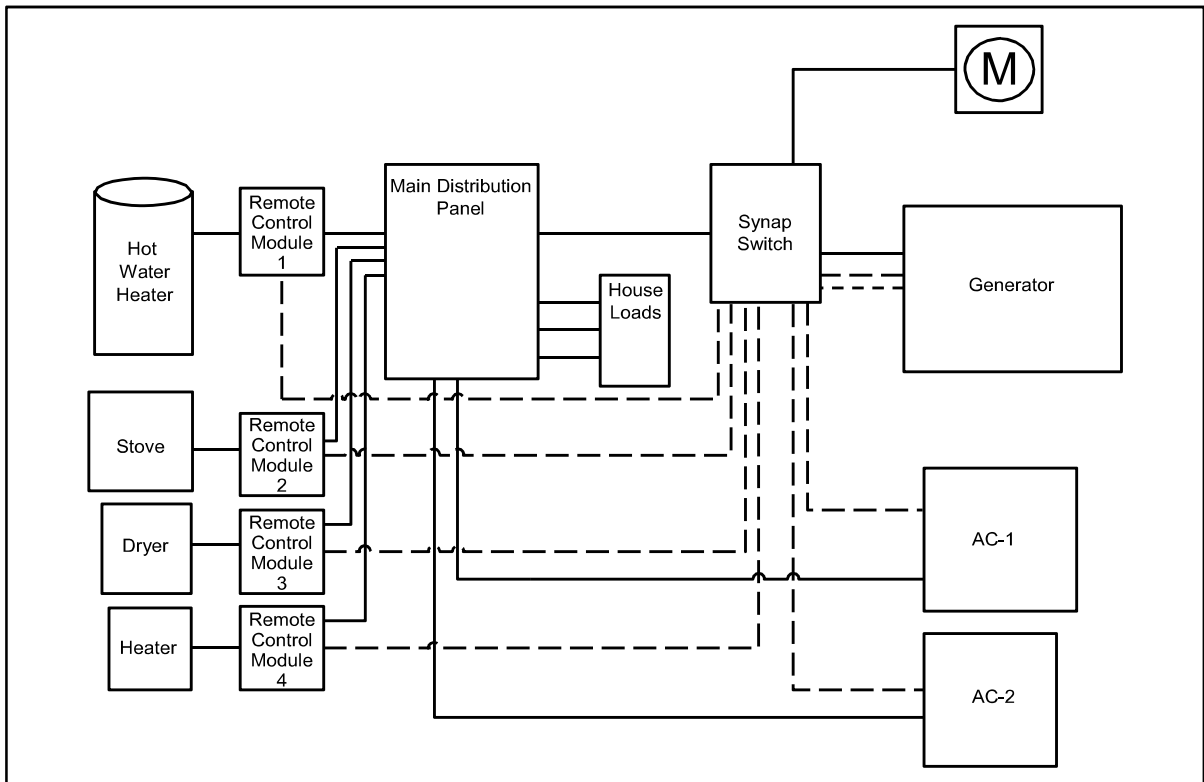 M
Main Distribution
Panel
Remote
Control
Module
1
Hot
Water
Heater
Synap
Switch
House
Loads
Generator
Remote
Control
Module
2
Stove
Remote
Control
Module
3
Dryer
AC-1
Remote
Control
Module
4
Heater
AC-2